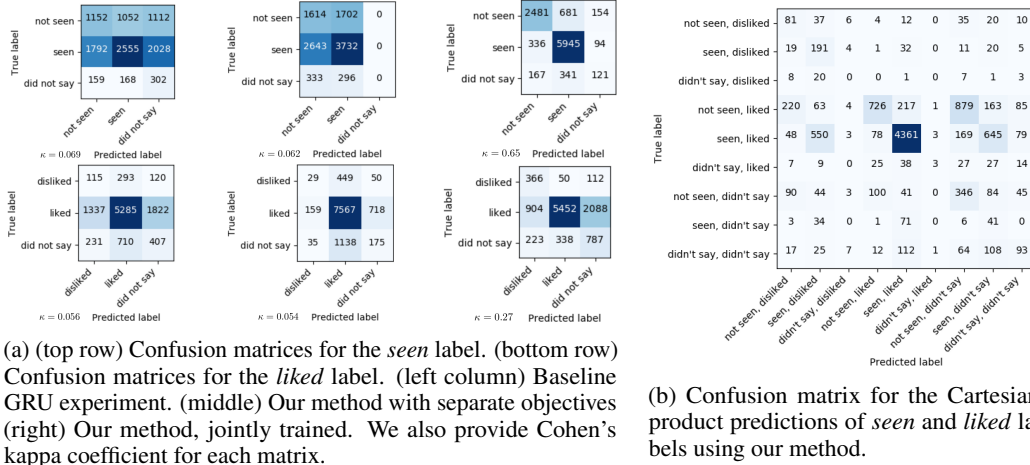 not seen 1152 1052 1112
seen 1792 2555 2028
did not say 159 168 302
True label
not seen
seen
did not say
κ = 0.069 Predicted label
not seen 1614 1702 0
seen 2643 3732 0
did not say 333 296 0
True label
not seen
seen
did not say
κ = 0.062 Predicted label
not seen 2481 681 154
seen 336 5945 94
did not say 167 341 121
True label
not seen
seen
did not say
κ = 0.65 Predicted label
disliked 115 293 120
liked 1337 5285 1822
did not say 231 710 407
True label
disliked
liked
did not say
κ = 0.056 Predicted label
disliked 29 449 50
liked 159 7567 718
did not say 35 1138 175
True label
disliked
liked
did not say
κ = 0.054 Predicted label
disliked 366 50 112
liked 904 5452 2088
did not say 223 338 787
True label
disliked
liked
did not say
κ = 0.27 Predicted label
(a) (top row) Confusion matrices for the seen label. (bottom row)
Confusion matrices for the liked label. (left column) Baseline
GRU experiment. (middle) Our method with separate objectives
(right) Our method, jointly trained. We also provide Cohen's
kappa coefficient for each matrix.
not seen, disliked 81 37 6 4 12 0 35 20 10
seen, disliked 19 191 4 1 32 0 11 20 5
didn't say, disliked 8 20 0 0 1 0 7 1 3
not seen, liked 220 63 4 726 217 1 879 163 85
seen, liked 48 550 3 78 4361 3 169 645 79
didn't say, liked 7 9 0 25 38 3 27 27 14
not seen, didn't say 90 44 3 100 41 0 346 84 45
seen, didn't say 3 34 0 1 71 0 6 41 0
didn't say, didn't say 17 25 7 12 112 1 64 108 93
True label
not seen, disliked
seen, disliked
didn't say, disliked
not seen, liked
seen, liked
didn't say, liked
not seen, didn't say
seen, didn't say
didn't say, didn't say
Predicted label
(b) Confusion matrix for the Cartesian
product predictions of seen and liked la-
bels using our method.